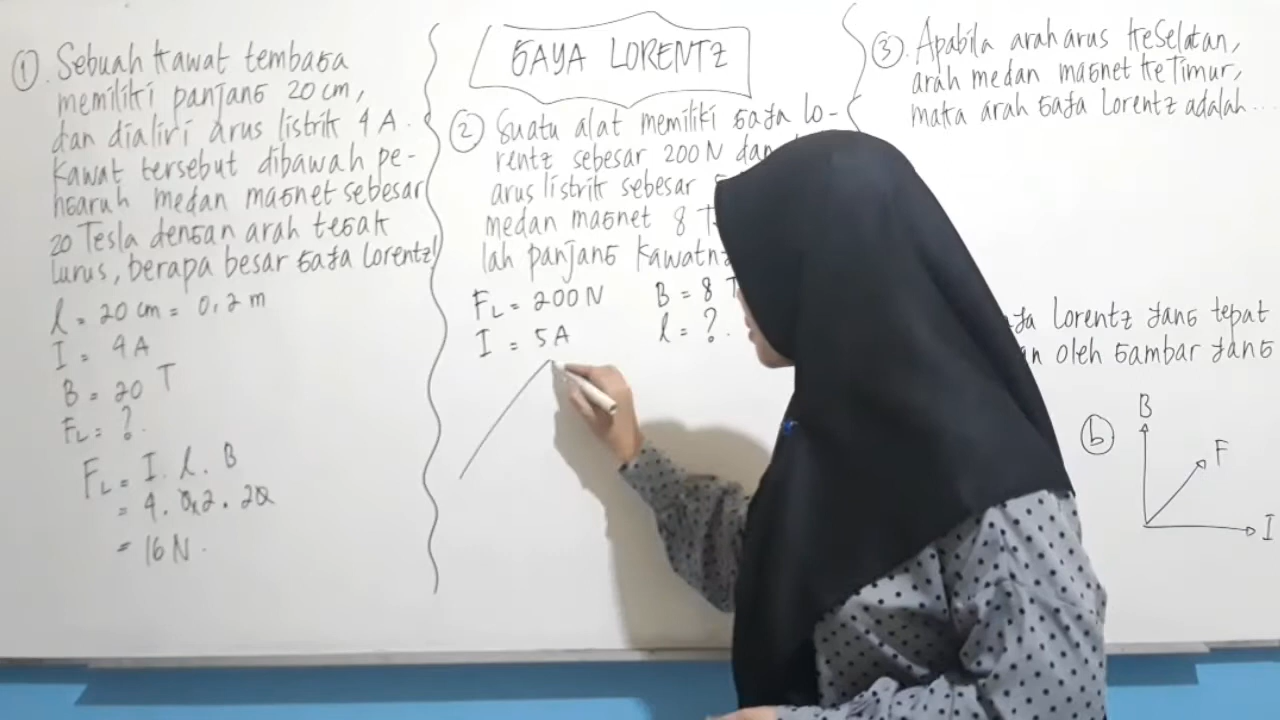 GAYA LORENTZ
① Sebuah kawat tembaga
memiliki panjang 20 cm,
dan dialiri arus listrik 4 A.
Kawat tersebut dibawah pe-
ngaruh medan magnet sebesar
20 Tesla dengan arah tegak
lurus, berapa besar gaya Lorentz!
l = 20 cm = 0,2 m
I = 4 A
B = 20 T
FL = ?
FL = I . l . B
= 4 . 0,2 . 20
= 16 N.
② Suatu alat memiliki gaya lo-
rentz sebesar 200 N dan
arus listrik sebesar 5
medan magnet 8 T
lah panjang kawatny
FL = 200 N B = 8 T
I = 5 A l = ?
③ Apabila arah arus keSelatan,
arah medan magnet keTimur,
maka arah gaya Lorentz adalah ...
Lorentz yang tepat
oleh gambar yang
ⓑ B
F
I